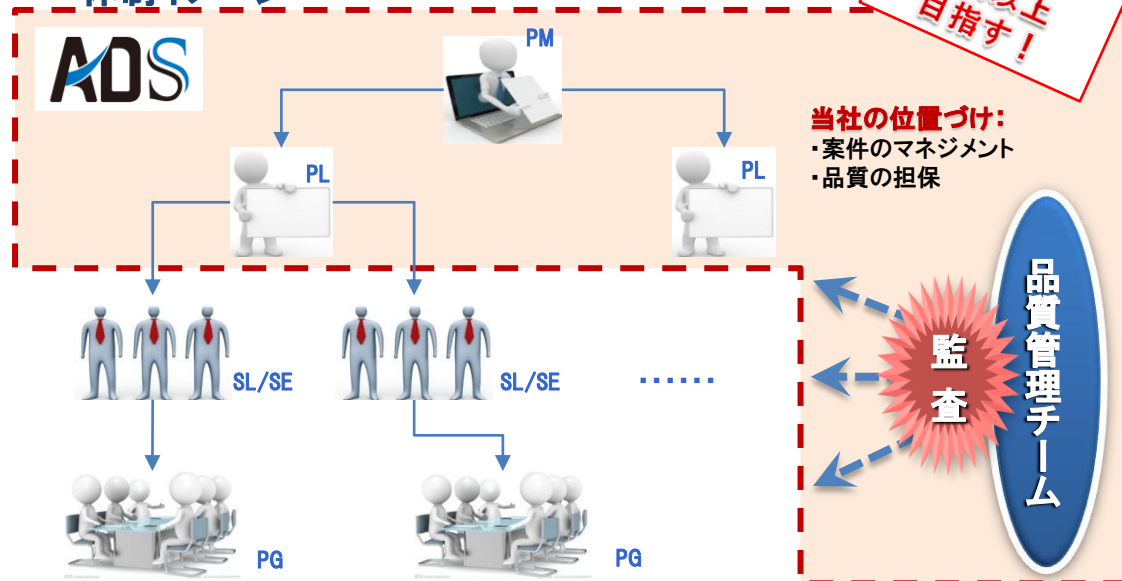 ADS
PM
目指す!
PL
PL
当社の位置づけ:
・案件のマネジメント
・品質の担保
SL/SE
SL/SE
......
監査
品質管理チーム
PG
PG